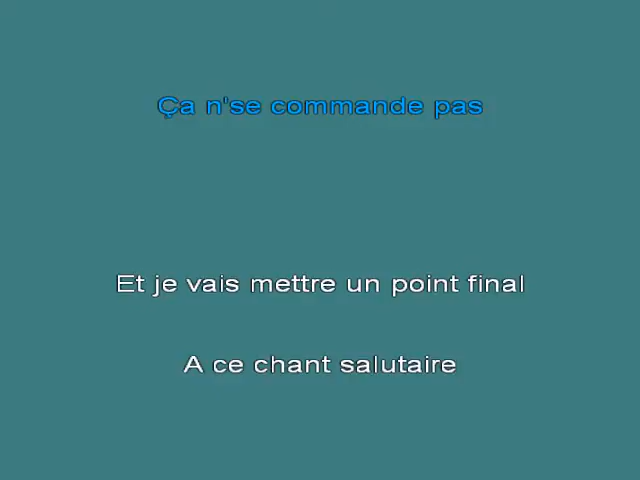 Ça n'se commande pas
Et je vais mettre un point final
A ce chant salutaire